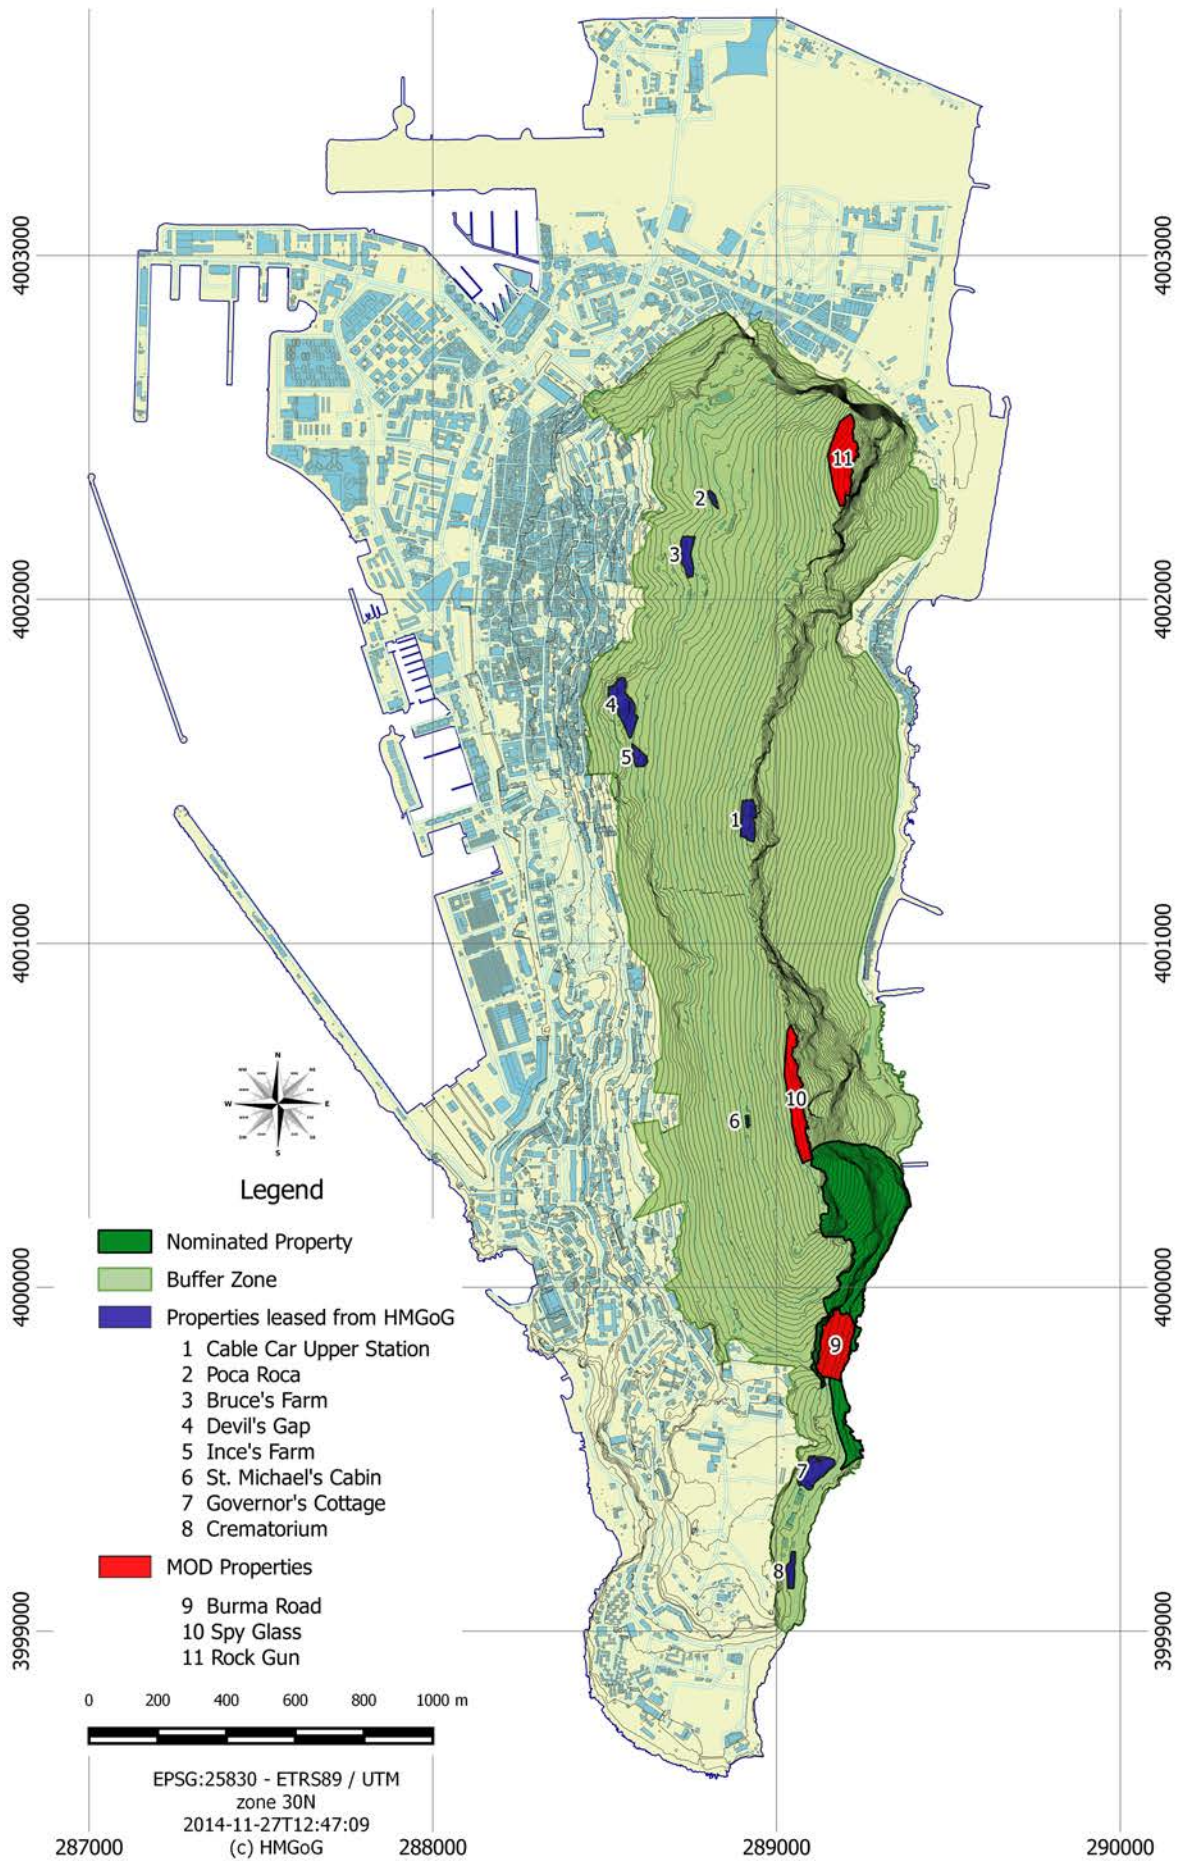 4003000
4003000
11
2
3
4002000
4002000
4
5
1
4001000
4001000
N
W
E
S
10
6
Legend
Nominated Property
Buffer Zone
4000000
4000000
Properties leased from HMGoG
1 Cable Car Upper Station
2 Poca Roca
3 Bruce's Farm
4 Devil's Gap
5 Ince's Farm
6 St. Michael's Cabin
7 Governor's Cottage
8 Crematorium
9
7
8
MOD Properties
9 Burma Road
10 Spy Glass
11 Rock Gun
3999000
3999000
0 200 400 600 800 1000 m
EPSG:25830 - ETRS89 / UTM
zone 30N
2014-11-27T12:47:09
(c) HMGoG
287000 288000 289000 290000